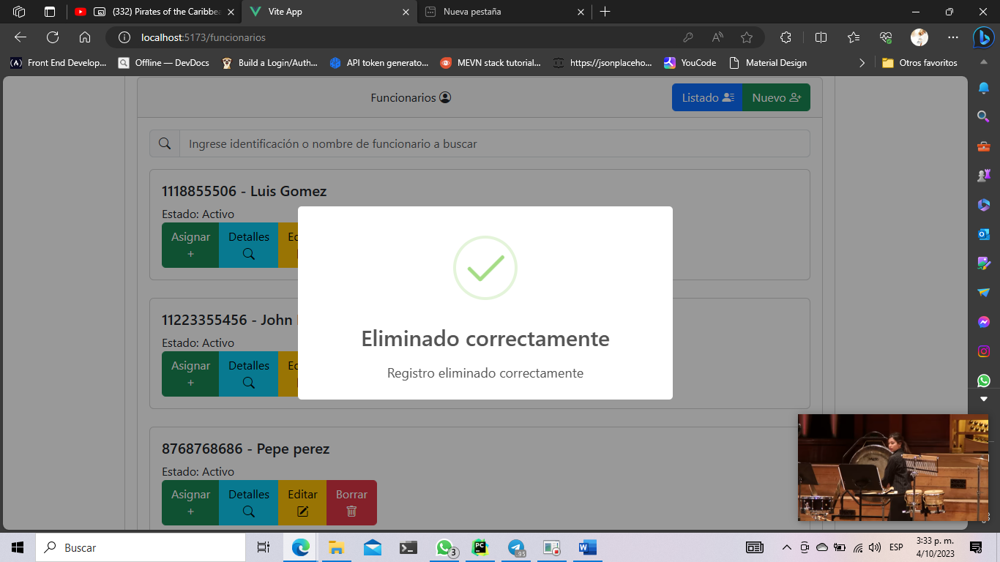 (332) Pirates of the Caribbea
Vite App
Nueva pestaña
localhost:5173/funcionarios
Front End Develop...
Offline — DevDocs
Build a Login/Auth...
API token generato...
MEVN stack tutorial...
https://jsonplaceho...
YouCode
Material Design
Otros favoritos
Funcionarios
Listado
Nuevo
Ingrese identificación o nombre de funcionario a buscar
1118855506 - Luis Gomez
Estado: Activo
Asignar
+
Detalles
Ed
11223355456 - John
Estado: Activo
Asignar
+
Detalles
Ed
Eliminado correctamente
Registro eliminado correctamente
8768768686 - Pepe perez
Estado: Activo
Asignar
+
Detalles
Editar
Borrar
Buscar
3
95
ESP
3:33 p. m.
4/10/2023